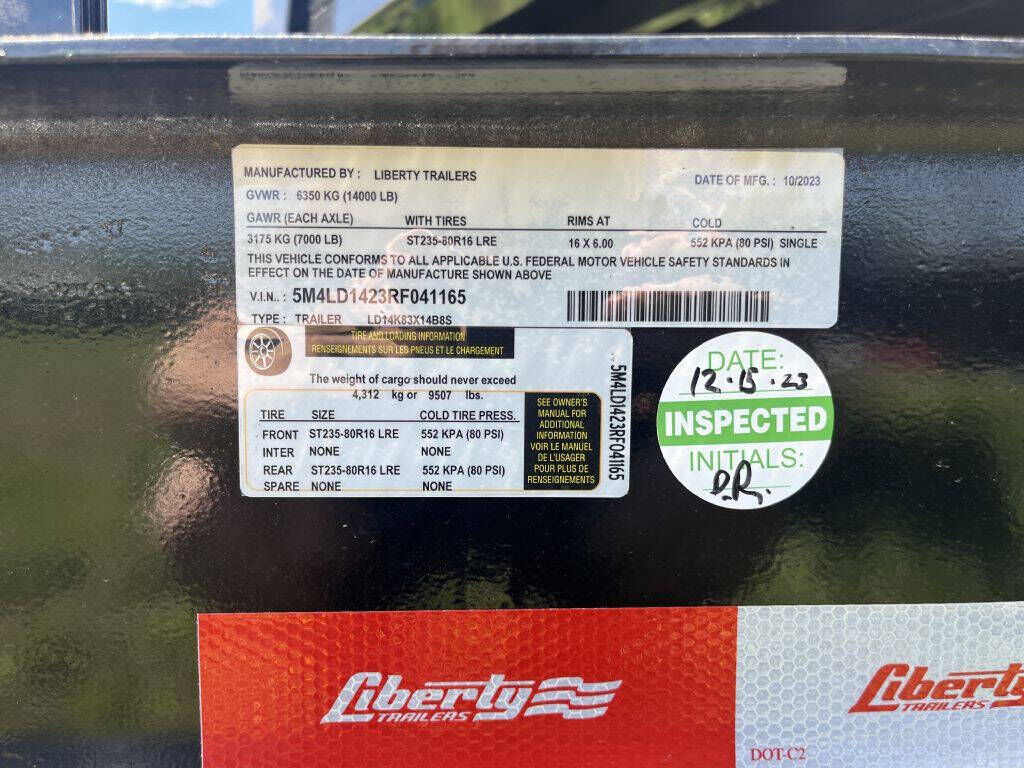 MANUFACTURED BY : LIBERTY TRAILERS
DATE OF MFG. : 10/2023
GVWR : 6350 KG (14000 LB)
GAWR (EACH AXLE) WITH TIRES RIMS AT COLD
3175 KG (7000 LB) ST235-80R16 LRE 16 X 6.00 552 KPA (80 PSI) SINGLE
THIS VEHICLE CONFORMS TO ALL APPLICABLE U.S. FEDERAL MOTOR VEHICLE SAFETY STANDARDS IN
EFFECT ON THE DATE OF MANUFACTURE SHOWN ABOVE
V.I.N.. : 5M4LD1423RF041165
TYPE : TRAILER LD14K83X14B8S
TIRE AND LOADING INFORMATION
RENSEIGNEMENTS SUR LES PNEUS ET LE CHARGEMENT
The weight of cargo should never exceed
4,312 kg or 9507 lbs.
TIRE SIZE COLD TIRE PRESS.
FRONT ST235-80R16 LRE 552 KPA (80 PSI)
INTER NONE NONE
REAR ST235-80R16 LRE 552 KPA (80 PSI)
SPARE NONE NONE
SEE OWNER'S
MANUAL FOR
ADDITIONAL
INFORMATION
VOIR LE MANUEL
DE L'USAGER
POUR PLUS DE
RENSEIGNEMENTS
5M4LD1423RF041165
DATE:
12.15.23
INSPECTED
INITIALS:
D.R.
Liberty
TRAILERS
Liberty
TRAILERS
DOT-C2